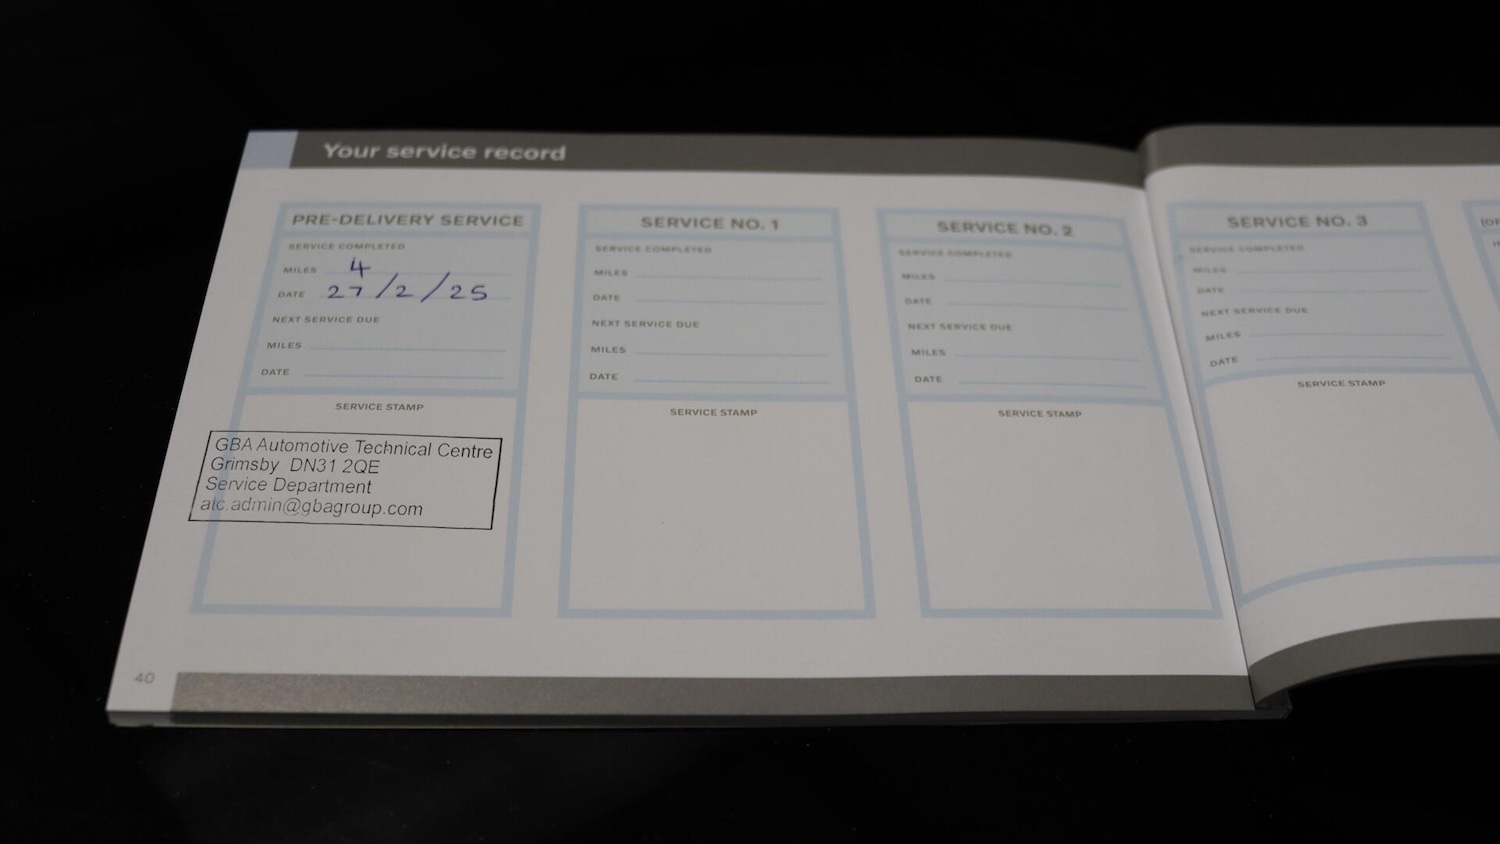 Your service record
PRE-DELIVERY SERVICE
SERVICE COMPLETED
MILES 4
DATE 27/2/25
NEXT SERVICE DUE
MILES
DATE
SERVICE STAMP
GBA Automotive Technical Centre
Grimsby DN31 2QE
Service Department
atc.admin@gbagroup.com
SERVICE NO. 1
SERVICE COMPLETED
MILES
DATE
NEXT SERVICE DUE
MILES
DATE
SERVICE STAMP
SERVICE NO. 2
SERVICE COMPLETED
MILES
DATE
NEXT SERVICE DUE
MILES
DATE
SERVICE STAMP
SERVICE NO. 3
SERVICE COMPLETED
MILES
DATE
NEXT SERVICE DUE
MILES
DATE
SERVICE STAMP
40